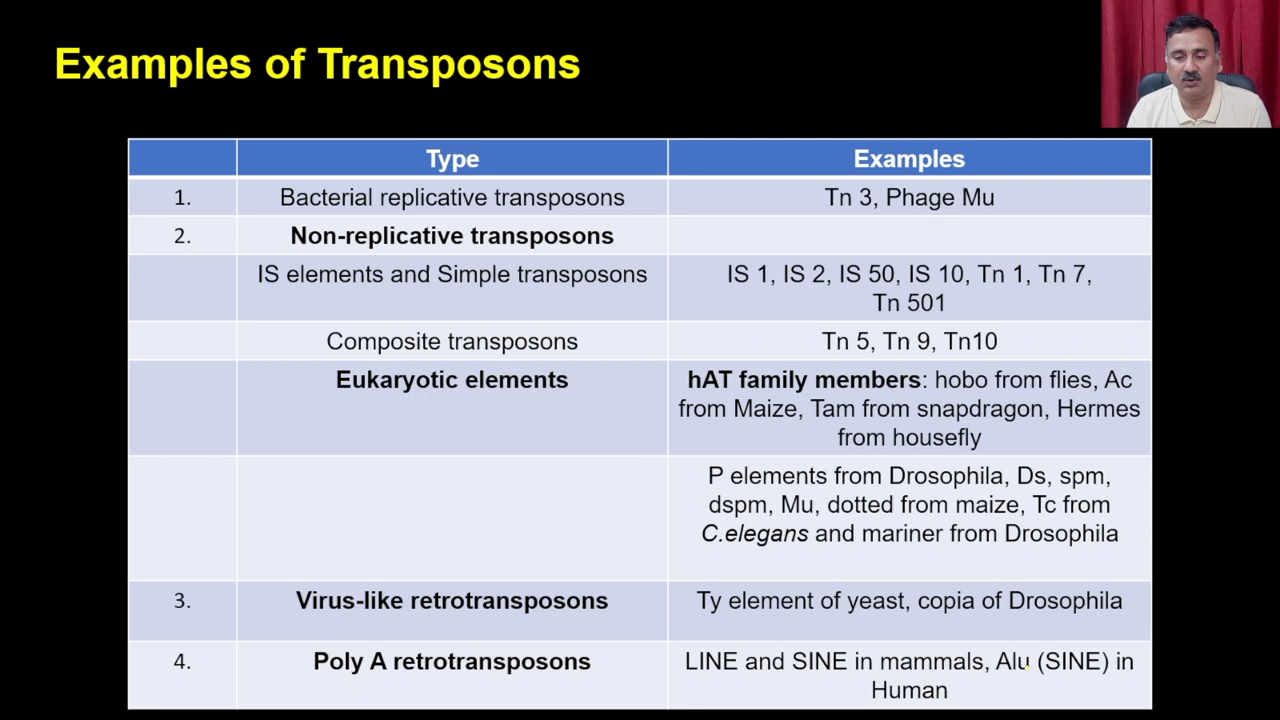 Examples of Transposons
Type Examples
1. Bacterial replicative transposons Tn 3, Phage Mu
2. Non-replicative transposons
IS elements and Simple transposons IS 1, IS 2, IS 50, IS 10, Tn 1, Tn 7,
Tn 501
Composite transposons Tn 5, Tn 9, Tn10
Eukaryotic elements hAT family members: hobo from flies, Ac
from Maize, Tam from snapdragon, Hermes
from housefly
P elements from Drosophila, Ds, spm,
dspm, Mu, dotted from maize, Tc from
C.elegans and mariner from Drosophila
3. Virus-like retrotransposons Ty element of yeast, copia of Drosophila
4. Poly A retrotransposons LINE and SINE in mammals, Alu (SINE) in
Human